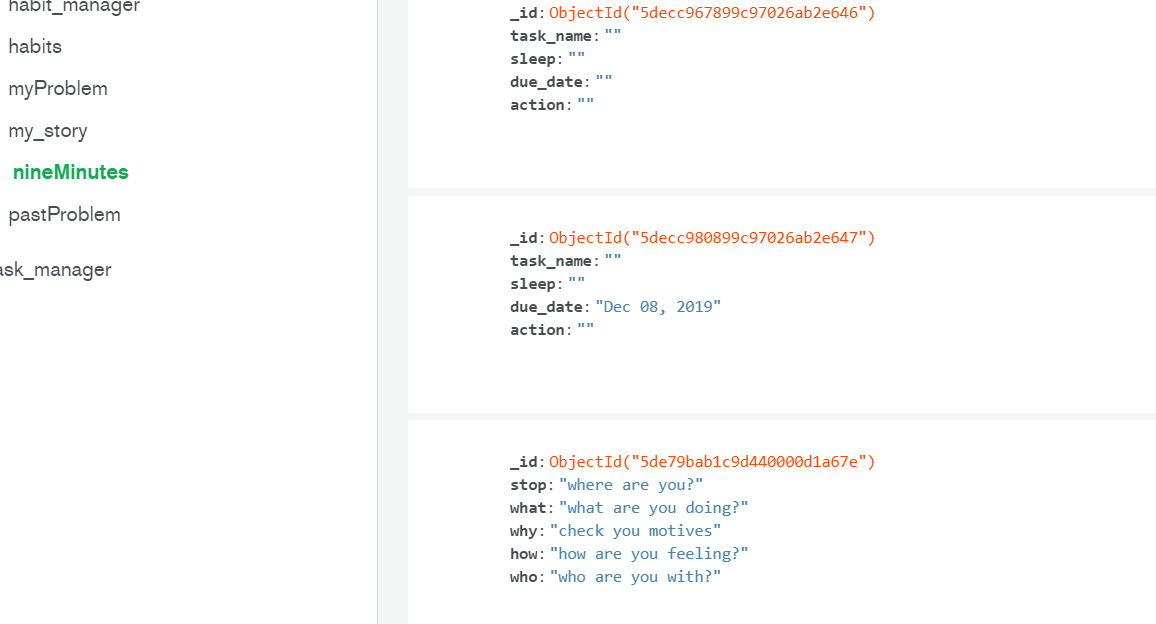 habit_manager
habits
myProblem
my_story
nineMinutes
pastProblem
ask_manager
_id: ObjectId("5decc967899c97026ab2e646")
task_name: ""
sleep: ""
due_date: ""
action: ""
_id: ObjectId("5decc980899c97026ab2e647")
task_name: ""
sleep: ""
due_date: "Dec 08, 2019"
action: ""
_id: ObjectId("5de79bab1c9d440000d1a67e")
stop: "where are you?"
what: "what are you doing?"
why: "check you motives"
how: "how are you feeling?"
who: "who are you with?"